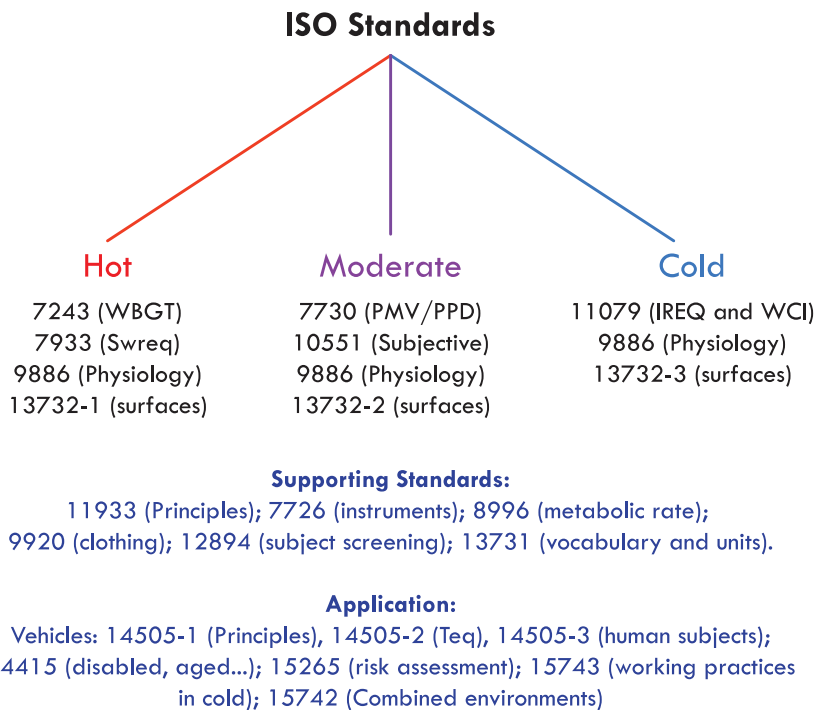 ISO Standards
Hot
7243 (WBGT)
7933 (Swreq)
9886 (Physiology)
13732-1 (surfaces)
Moderate
7730 (PMV/PPD)
10551 (Subjective)
9886 (Physiology)
13732-2 (surfaces)
Cold
11079 (IREQ and WCI)
9886 (Physiology)
13732-3 (surfaces)
Supporting Standards:
11933 (Principles); 7726 (instruments); 8996 (metabolic rate);
9920 (clothing); 12894 (subject screening); 13731 (vocabulary and units).
Application:
Vehicles: 14505-1 (Principles), 14505-2 (Teq), 14505-3 (human subjects);
4415 (disabled, aged...); 15265 (risk assessment); 15743 (working practices
in cold); 15742 (Combined environments)